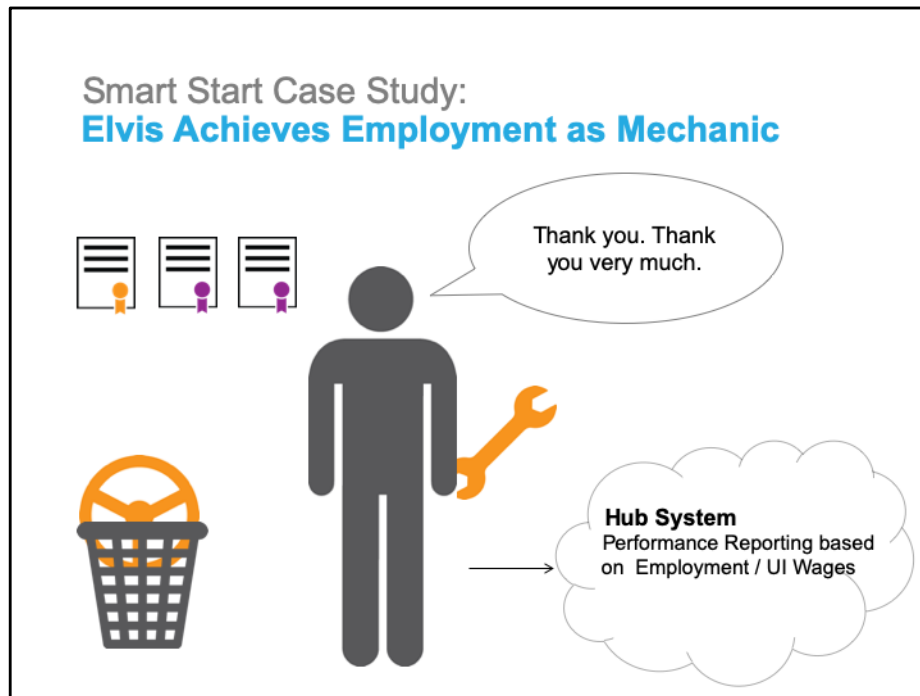 Smart Start Case Study:
Elvis Achieves Employment as Mechanic
Thank you. Thank
you very much.
Hub System
Performance Reporting based
on Employment / UI Wages